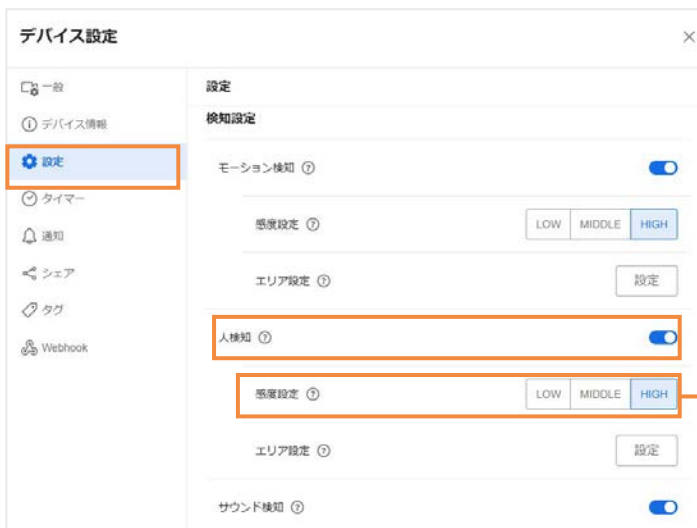 デバイス設定
一般
デバイス情報
設定
タイマー
通知
シェア
タグ
Webhook
設定
検知設定
モーション検知
感度設定 LOW MIDDLE HIGH
エリア設定 設定
人検知
感度設定 LOW MIDDLE HIGH
エリア設定 設定
サウンド検知